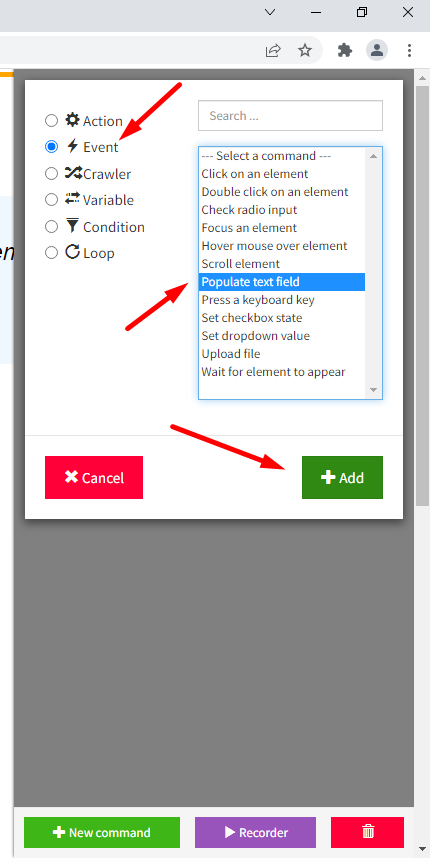 Search ...
Action
Event
Crawler
Variable
Condition
Loop
--- Select a command ---
Click on an element
Double click on an element
Check radio input
Focus an element
Hover mouse over element
Scroll element
Populate text field
Press a keyboard key
Set checkbox state
Set dropdown value
Upload file
Wait for element to appear
en
Cancel
Add
New command
Recorder